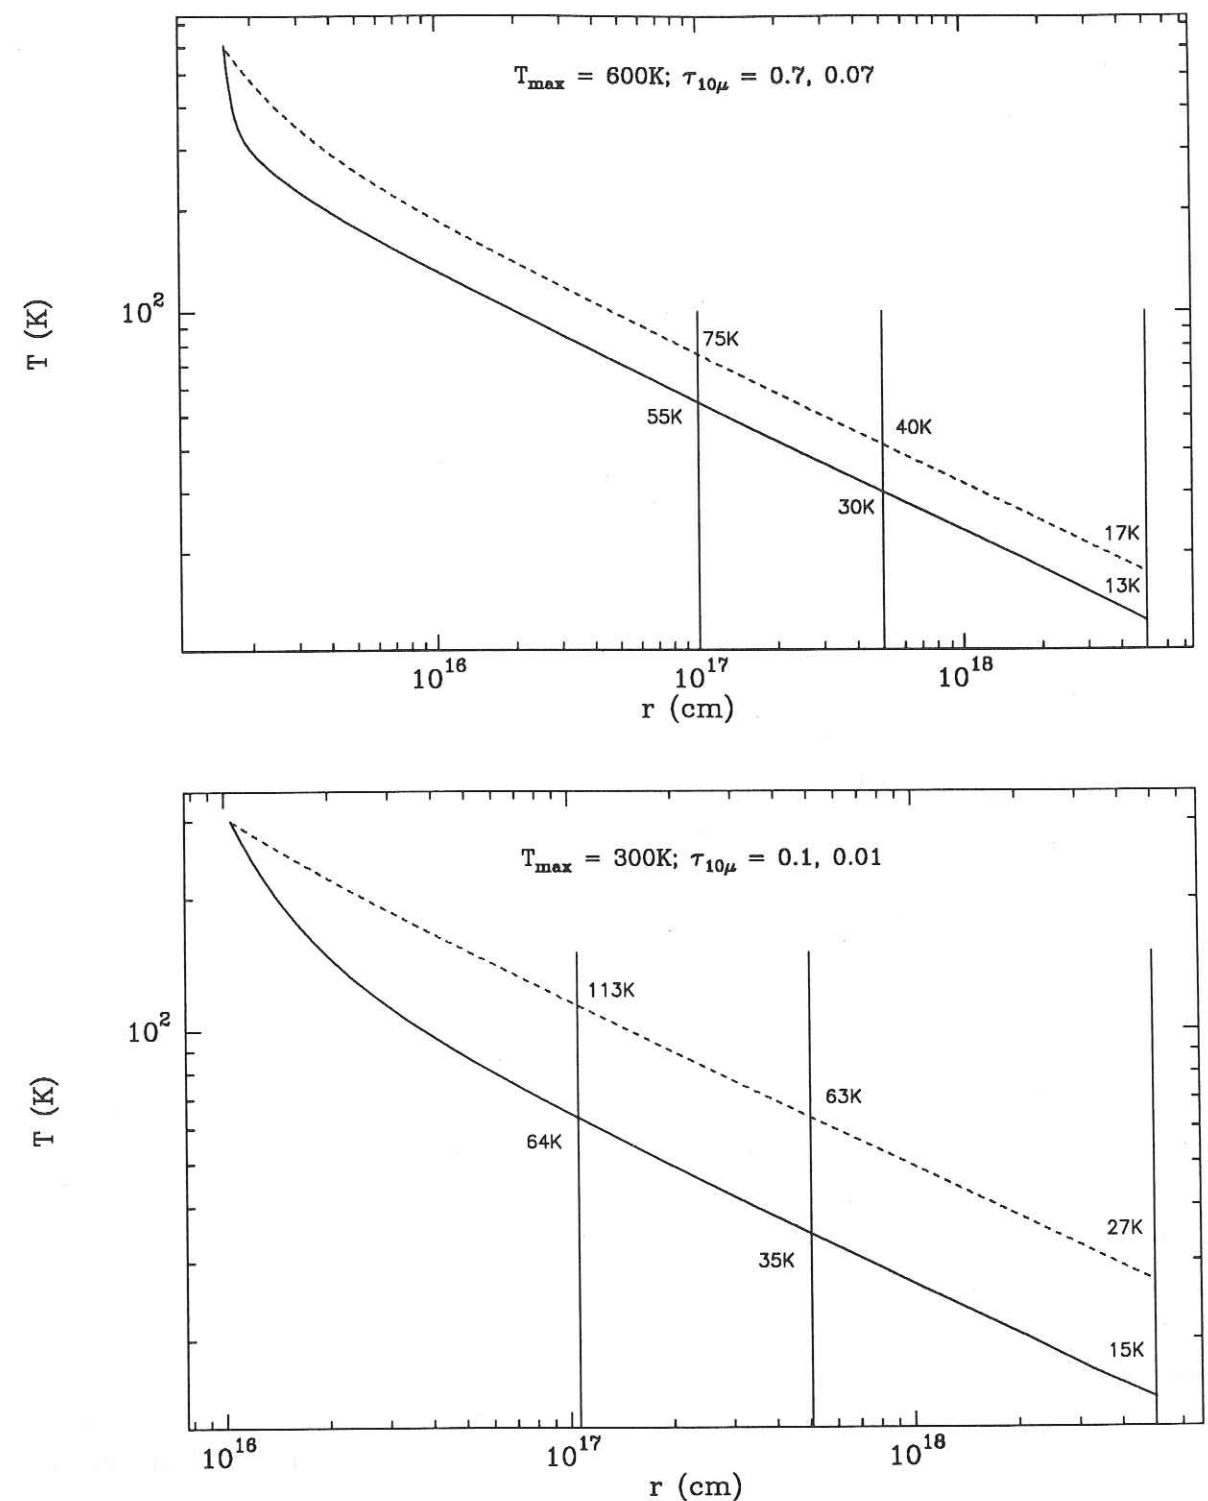 T_max = 600K; τ_10μ = 0.7, 0.07
T (K)
10^2
75K
55K
40K
30K
17K
13K
10^16
10^17
10^18
r (cm)
T_max = 300K; τ_10μ = 0.1, 0.01
T (K)
10^2
113K
64K
63K
35K
27K
15K
10^16
10^17
10^18
r (cm)